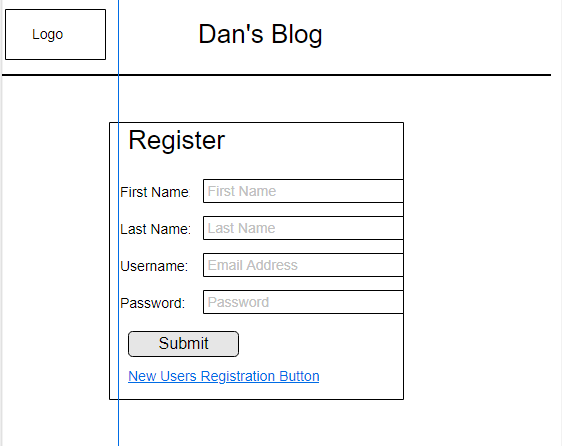 Logo
Dan's Blog
Register
First Name First Name
Last Name: Last Name
Username: Email Address
Password: Password
Submit
New Users Registration Button